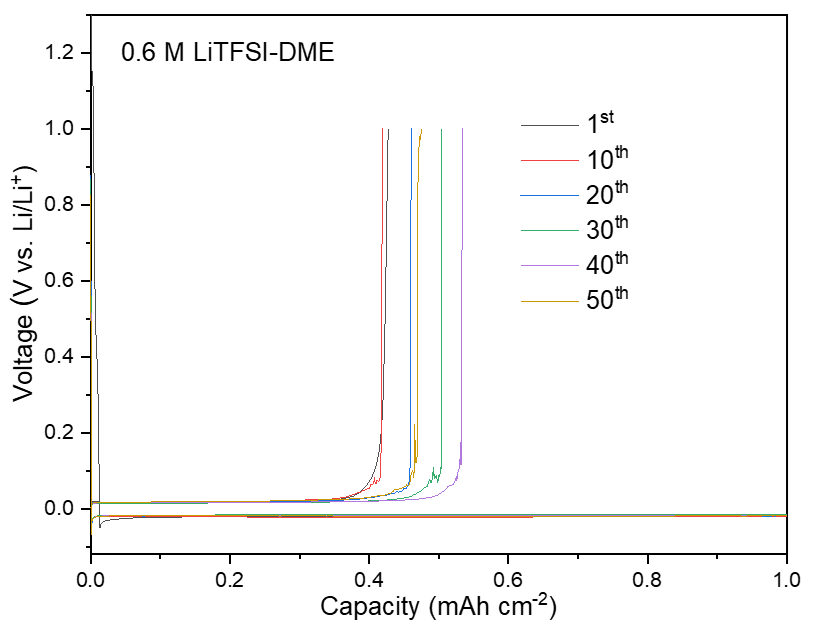 0.6 M LiTFSI-DME
1st
10th
20th
30th
40th
50th
1.2
1.0
0.8
0.6
0.4
0.2
0.0
Voltage (V vs. Li/Li+)
0.0 0.2 0.4 0.6 0.8 1.0
Capacity (mAh cm-2)